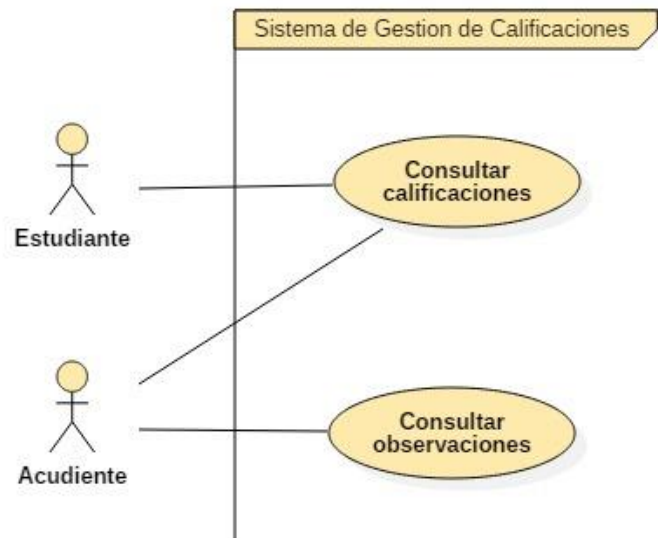 Sistema de Gestion de Calificaciones
Consultar
calificaciones
Estudiante
Consultar
observaciones
Acudiente